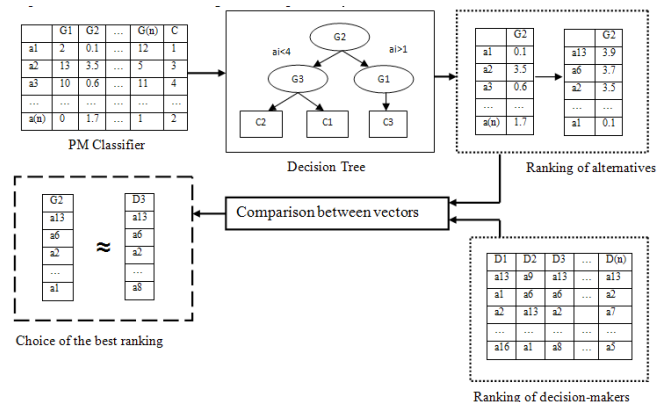 G1 G2 … G(n) C
a1 2 0.1 … 12 1
a2 13 3.5 … 5 3
a3 10 0.6 … 11 4
… … … … …
a(n) 0 1.7 … 1 2
PM Classifier
G2
ai<4 ai>1
G3 G1
C2 C1 C3
Decision Tree
G2
a1 0.1
a2 3.5
a3 0.6
… …
a(n) 1.7
G2
a13 3.9
a6 3.7
a2 3.5
… …
a1 0.1
Ranking of alternatives
G2
a13
a6
a2
…
a1
≈
D3
a13
a6
a2
…
a8
Choice of the best ranking
Comparison between vectors
D1 D2 D3 … D(n)
a13 a9 a13 … a13
a1 a6 a6 … a2
a2 a13 a2 … a7
… … … … …
a16 a1 a8 … a5
Ranking of decision-makers